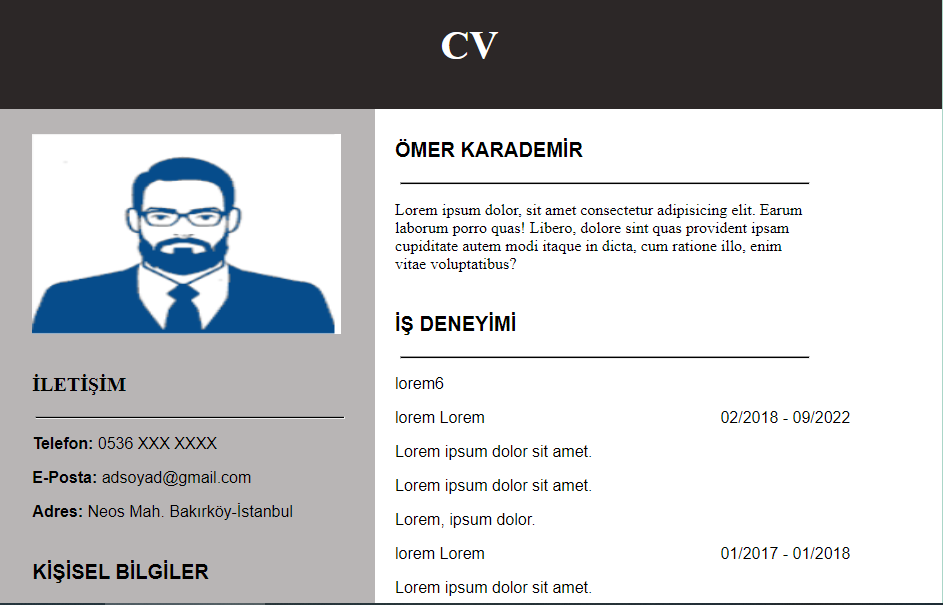 CV
İLETİŞİM
Telefon: 0536 XXX XXXX
E-Posta: adsoyad@gmail.com
Adres: Neos Mah. Bakırköy-İstanbul
KİŞİSEL BİLGİLER
ÖMER KARADEMİR
Lorem ipsum dolor, sit amet consectetur adipisicing elit. Earum
laborum porro quas! Libero, dolore sint quas provident ipsam
cupiditate autem modi itaque in dicta, cum ratione illo, enim
vitae voluptatibus?
İŞ DENEYİMİ
lorem6
lorem Lorem 02/2018 - 09/2022
Lorem ipsum dolor sit amet.
Lorem ipsum dolor sit amet.
Lorem, ipsum dolor.
lorem Lorem 01/2017 - 01/2018
Lorem ipsum dolor sit amet.